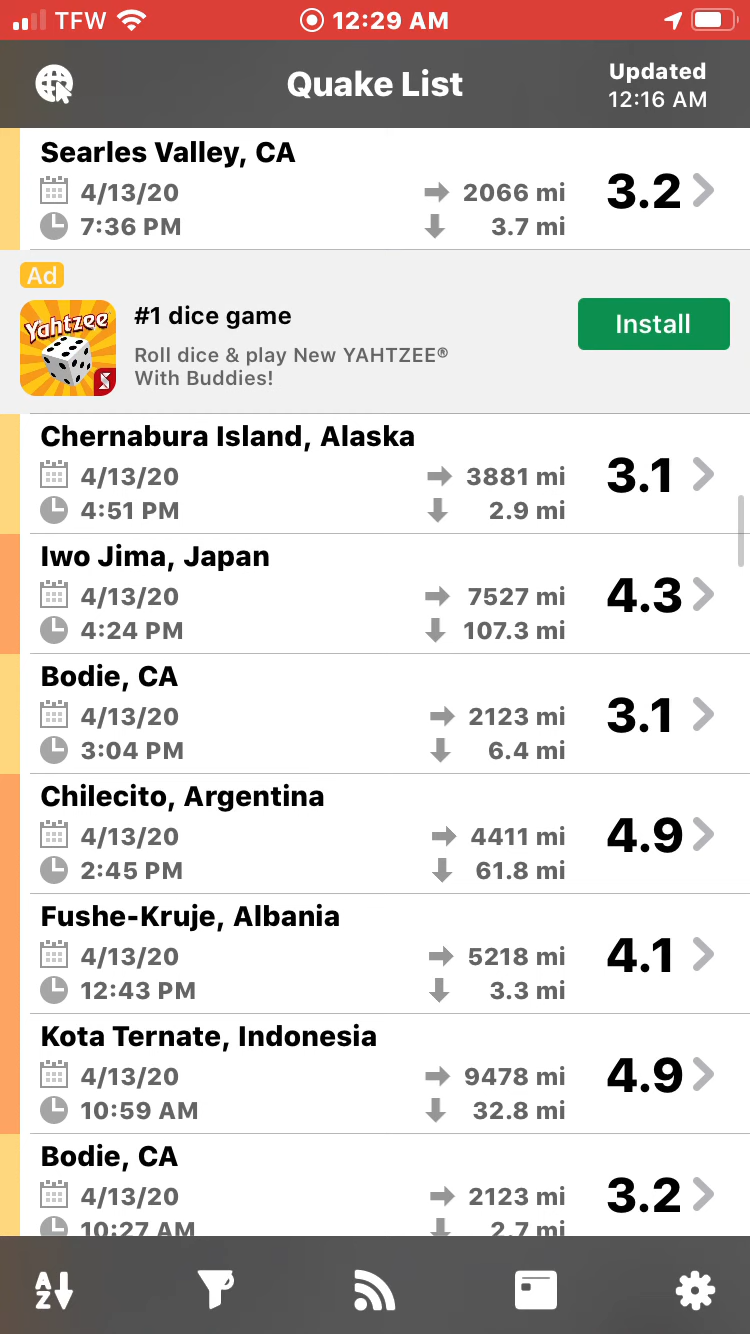 TFW 12:29 AM
Quake List
Updated
12:16 AM
Searles Valley, CA
4/13/20 2066 mi 3.2
7:36 PM 3.7 mi
Ad
Yahtzee
#1 dice game
Roll dice & play New YAHTZEE®
With Buddies!
Install
Chernabura Island, Alaska
4/13/20 3881 mi 3.1
4:51 PM 2.9 mi
Iwo Jima, Japan
4/13/20 7527 mi 4.3
4:24 PM 107.3 mi
Bodie, CA
4/13/20 2123 mi 3.1
3:04 PM 6.4 mi
Chilecito, Argentina
4/13/20 4411 mi 4.9
2:45 PM 61.8 mi
Fushe-Kruje, Albania
4/13/20 5218 mi 4.1
12:43 PM 3.3 mi
Kota Ternate, Indonesia
4/13/20 9478 mi 4.9
10:59 AM 32.8 mi
Bodie, CA
4/13/20 2123 mi 3.2
10:27 AM 2.7 mi
A
Z